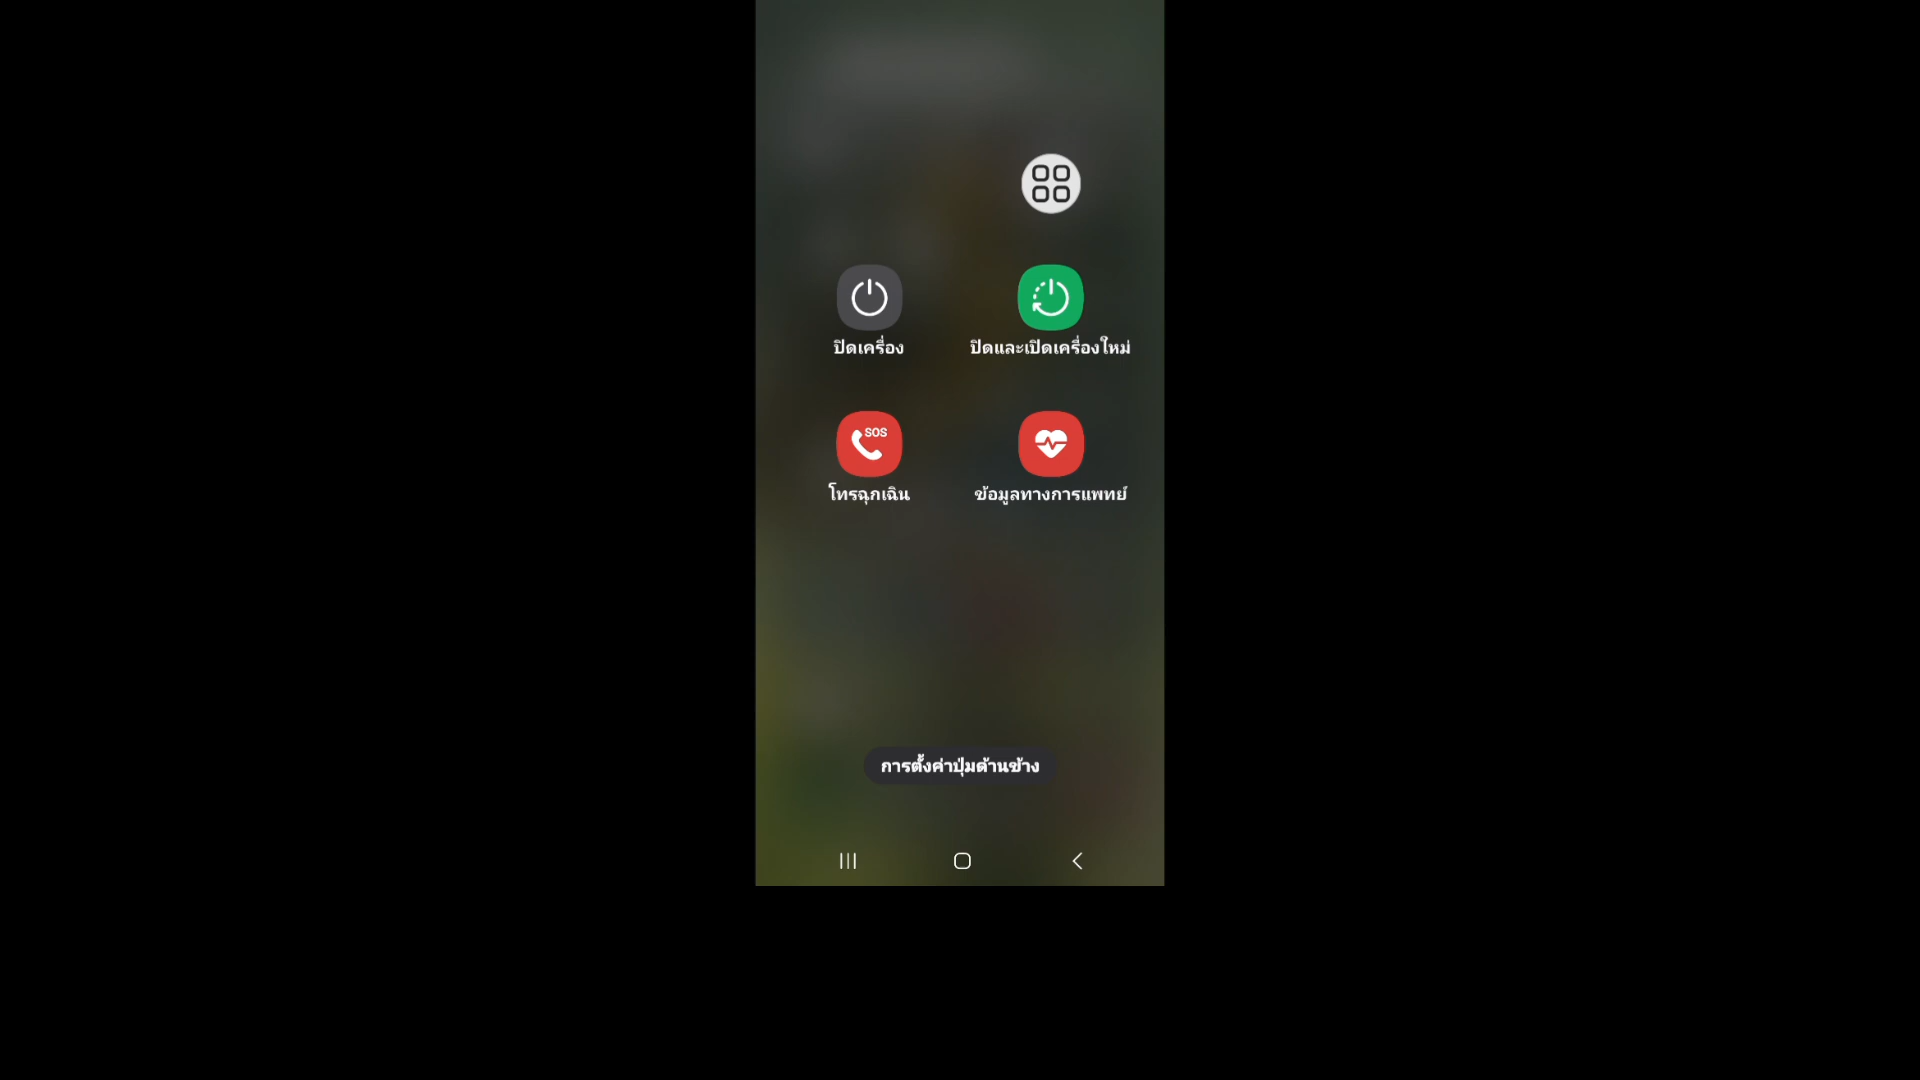 ปิดเครื่อง
ปิดและเปิดเครื่องใหม่
SOS
โทรฉุกเฉิน
ข้อมูลทางการแพทย์
การตั้งค่าปุ่มด้านข้าง